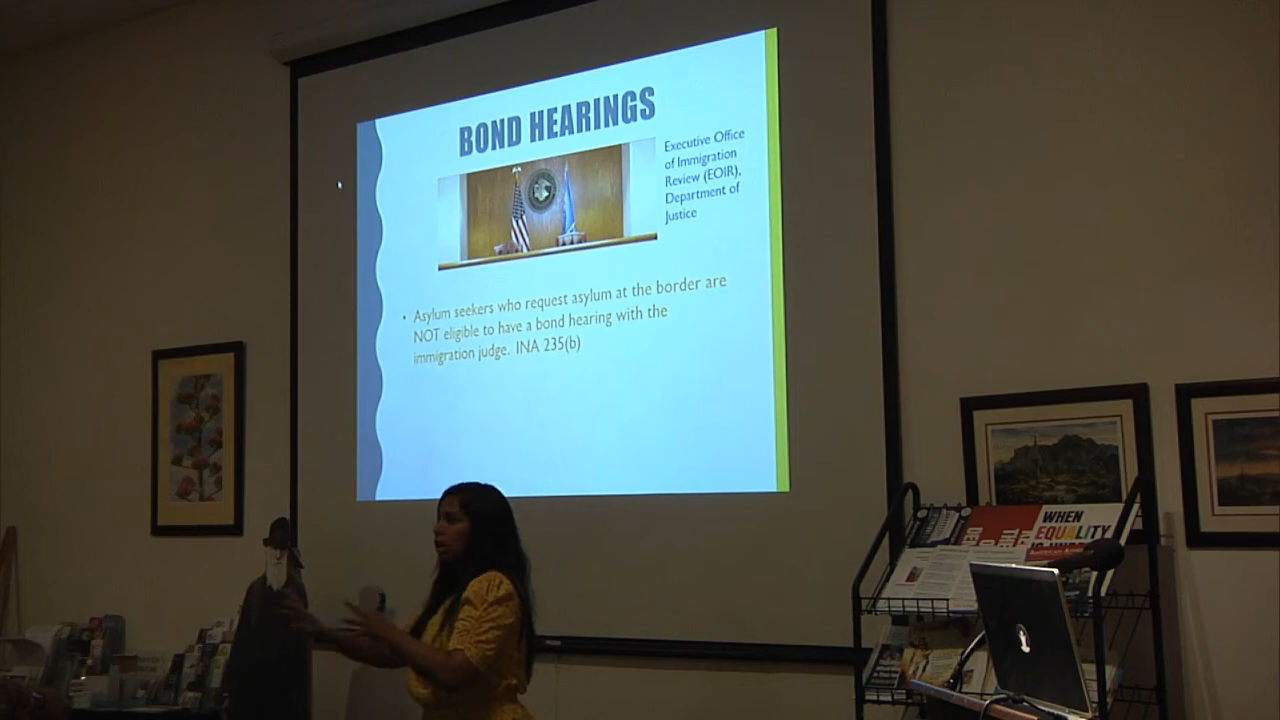 BOND HEARINGS
Executive Office
of Immigration
Review (EOIR),
Department of
Justice
• Asylum seekers who request asylum at the border are
NOT eligible to have a bond hearing with the
immigration judge. INA 235(b)
WHEN
EQUALITY